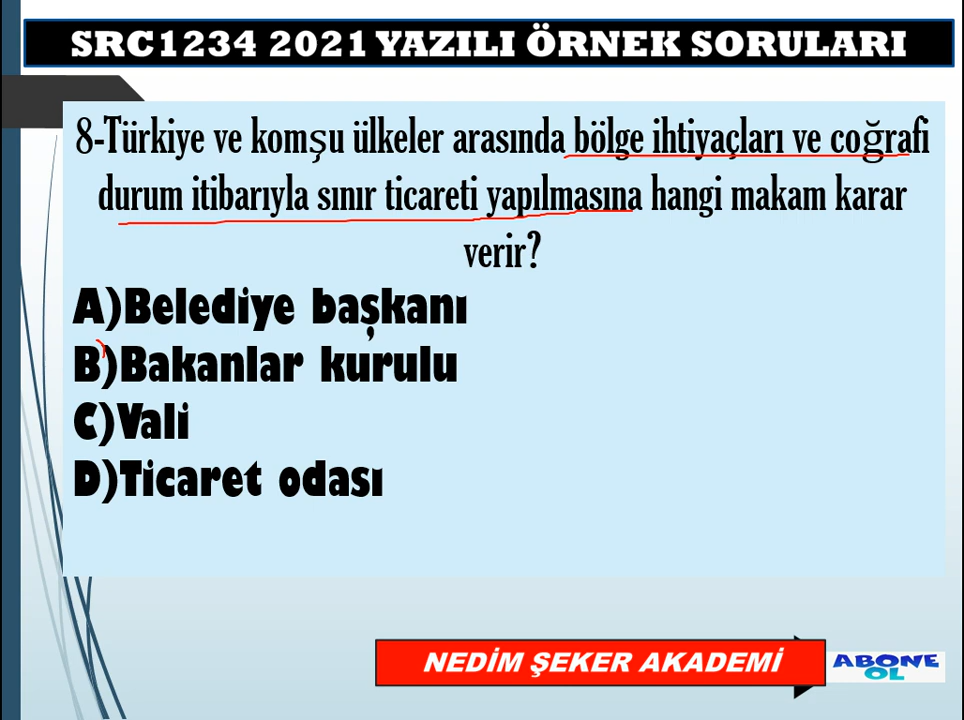 SRC1234 2021 YAZILI ÖRNEK SORULARI
8-Türkiye ve komşu ülkeler arasında bölge ihtiyaçları ve coğrafi
durum itibarıyla sınır ticareti yapılmasına hangi makam karar
verir?
A)Belediye başkanı
B)Bakanlar kurulu
C)Vali
D)Ticaret odası
NEDİM ŞEKER AKADEMİ
ABONE
OL